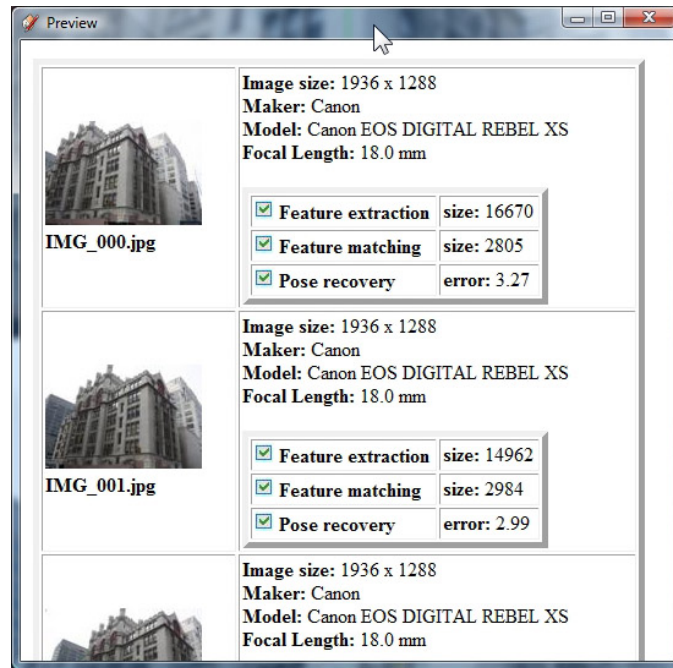 Preview
Image size: 1936 x 1288
Maker: Canon
Model: Canon EOS DIGITAL REBEL XS
Focal Length: 18.0 mm
Feature extraction size: 16670
Feature matching size: 2805
Pose recovery error: 3.27
IMG_000.jpg
Image size: 1936 x 1288
Maker: Canon
Model: Canon EOS DIGITAL REBEL XS
Focal Length: 18.0 mm
Feature extraction size: 14962
Feature matching size: 2984
Pose recovery error: 2.99
IMG_001.jpg
Image size: 1936 x 1288
Maker: Canon
Model: Canon EOS DIGITAL REBEL XS
Focal Length: 18.0 mm